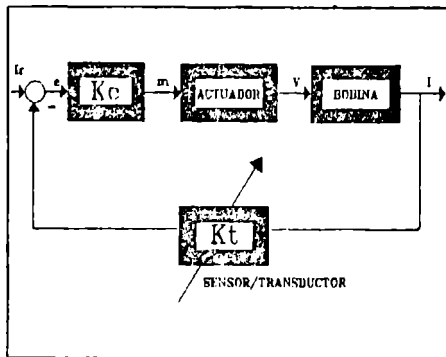 Ir
e
-
Kc
m
ACTUADOR
V
BOBINA
I
Kt
SENSOR/TRANSDUCTOR